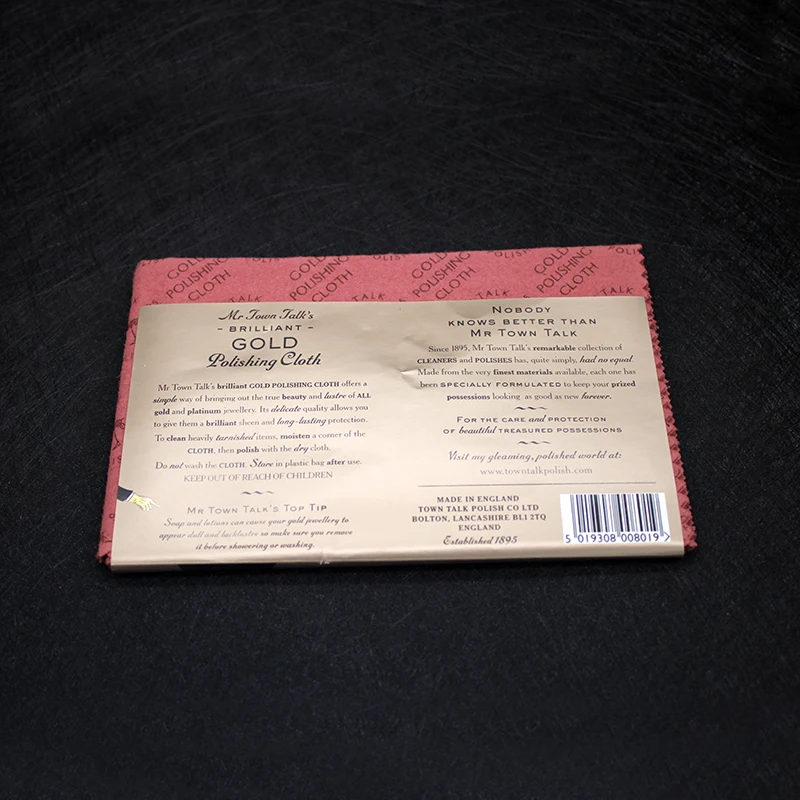 GOLD POLISHING CLOTH
GOLD POLISHING CLOTH
GOLD POLISHING CLOTH
GOLD POLISHING CLOTH
TALK
TALK
Mr Town Talk's
- BRILLIANT -
GOLD
Polishing Cloth
Mr Town Talk's brilliant GOLD POLISHING CLOTH offers a
simple way of bringing out the true beauty and lustre of ALL
gold and platinum jewellery. Its delicate quality allows you
to give them a brilliant sheen and long-lasting protection.
To clean heavily tarnished items, moisten a corner of the
CLOTH, then polish with the dry cloth.
Do not wash the CLOTH. Store in plastic bag after use.
KEEP OUT OF REACH OF CHILDREN
MR TOWN TALK'S TOP TIP
Soap and lotions can cause your gold jewellery to
appear dull and lacklustre so make sure you remove
it before showering or washing.
NOBODY
KNOWS BETTER THAN
MR TOWN TALK
Since 1895, Mr Town Talk's remarkable collection of
CLEANERS and POLISHES has, quite simply, had no equal.
Made from the very finest materials available, each one has
been SPECIALLY FORMULATED to keep your prized
possessions looking as good as new forever.
FOR THE CARE and PROTECTION
OF beautiful TREASURED POSSESSIONS
Visit my gleaming, polished world at:
www.towntalkpolish.com
MADE IN ENGLAND
TOWN TALK POLISH CO LTD
BOLTON, LANCASHIRE BL1 2TQ
ENGLAND
Established 1895
5 019308 008019 >